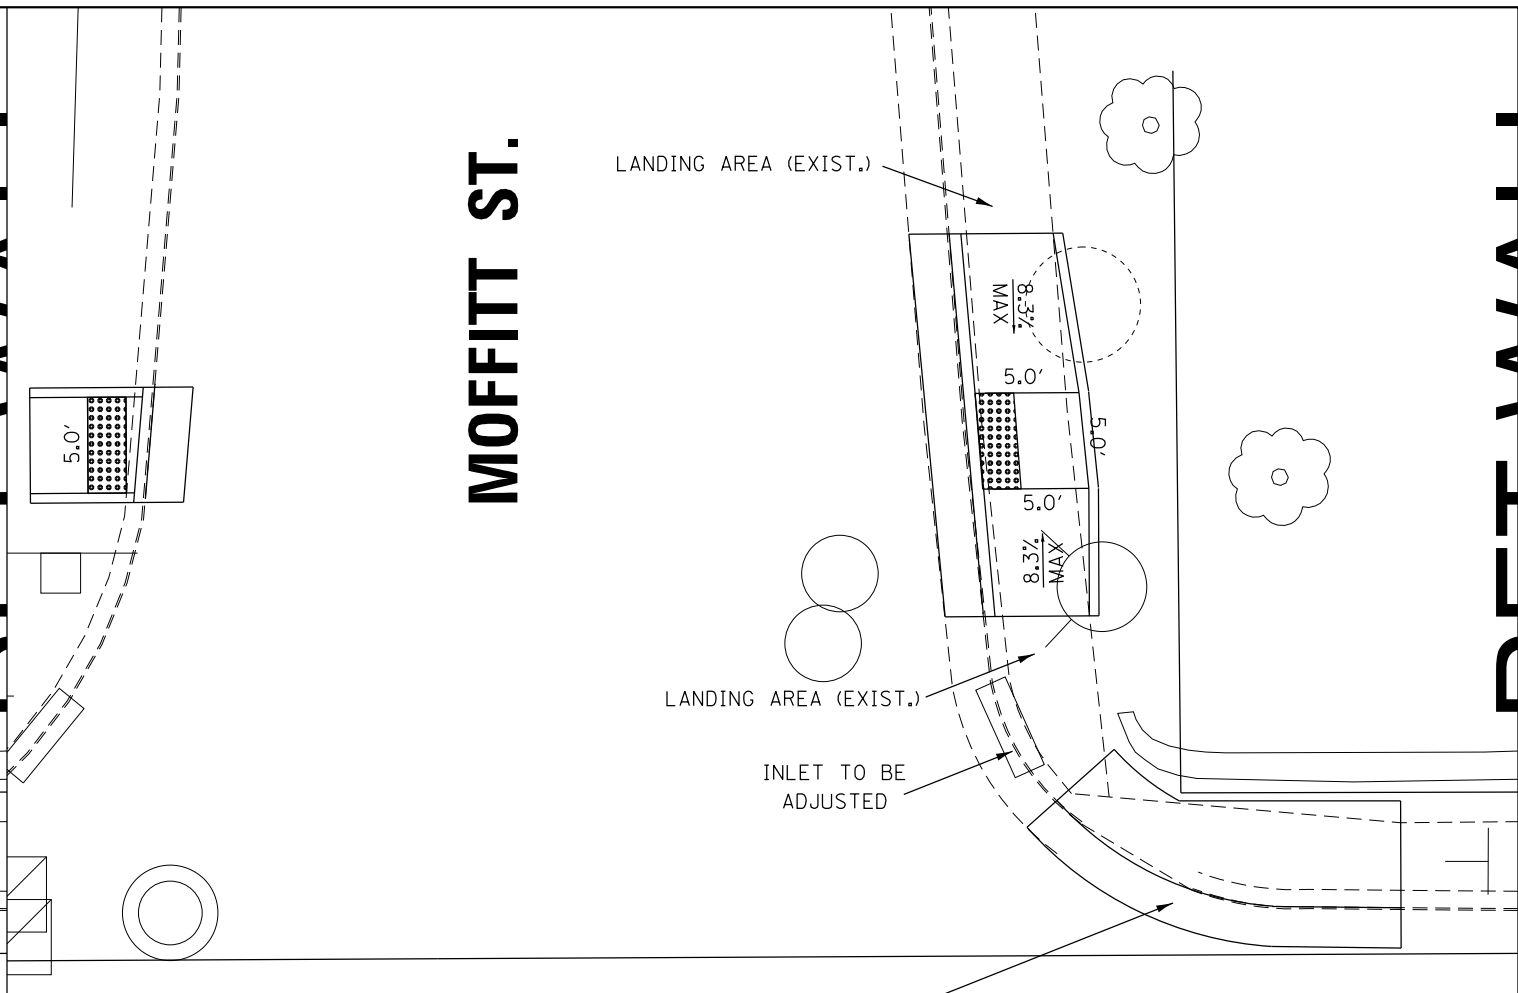 LANDING AREA (EXIST.)
MOFFITT ST.
8.3%
MAX
5.0'
5.0'
5.0'
5.0'
8.3%
MAX
LANDING AREA (EXIST.)
INLET TO BE
ADJUSTED